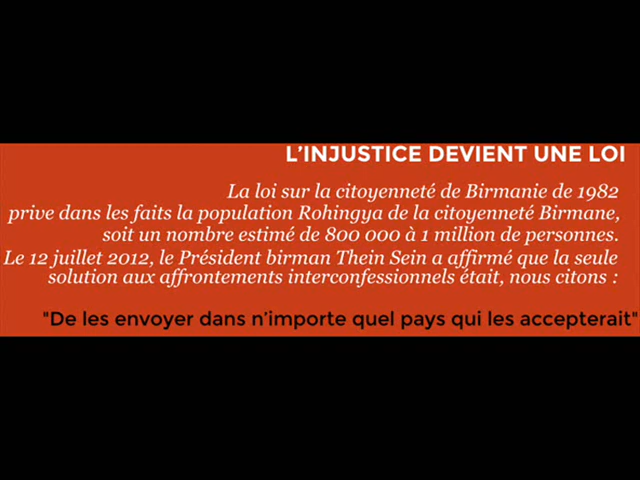 L'INJUSTICE DEVIENT UNE LOI
La loi sur la citoyenneté de Birmanie de 1982
prive dans les faits la population Rohingya de la citoyenneté Birmane,
soit un nombre estimé de 800 000 à 1 million de personnes.
Le 12 juillet 2012, le Président birman Thein Sein a affirmé que la seule
solution aux affrontements interconfessionnels était, nous citons :
"De les envoyer dans n'importe quel pays qui les accepterait"